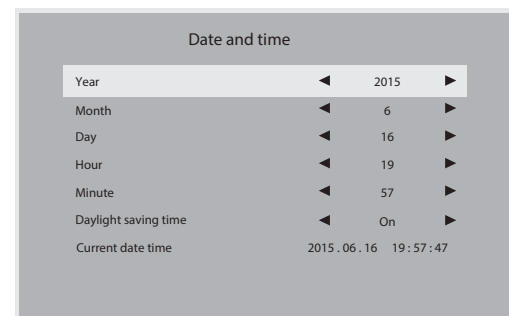 Date and time
Year ◀ 2015 ▶
Month ◀ 6 ▶
Day ◀ 16 ▶
Hour ◀ 19 ▶
Minute ◀ 57 ▶
Daylight saving time ◀ On ▶
Current date time 2015 . 06 . 16 19 : 57 : 47